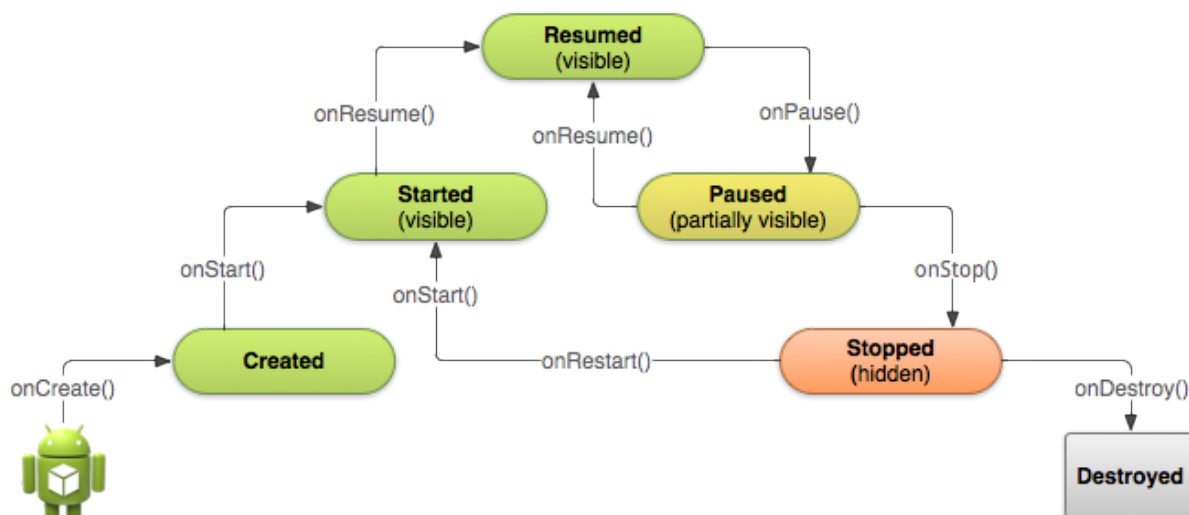 Resumed
(visible)
onResume()
onResume()
onPause()
Started
(visible)
Paused
(partially visible)
onStart()
onStart()
onStop()
Created
onRestart()
Stopped
(hidden)
onCreate()
onDestroy()
Destroyed